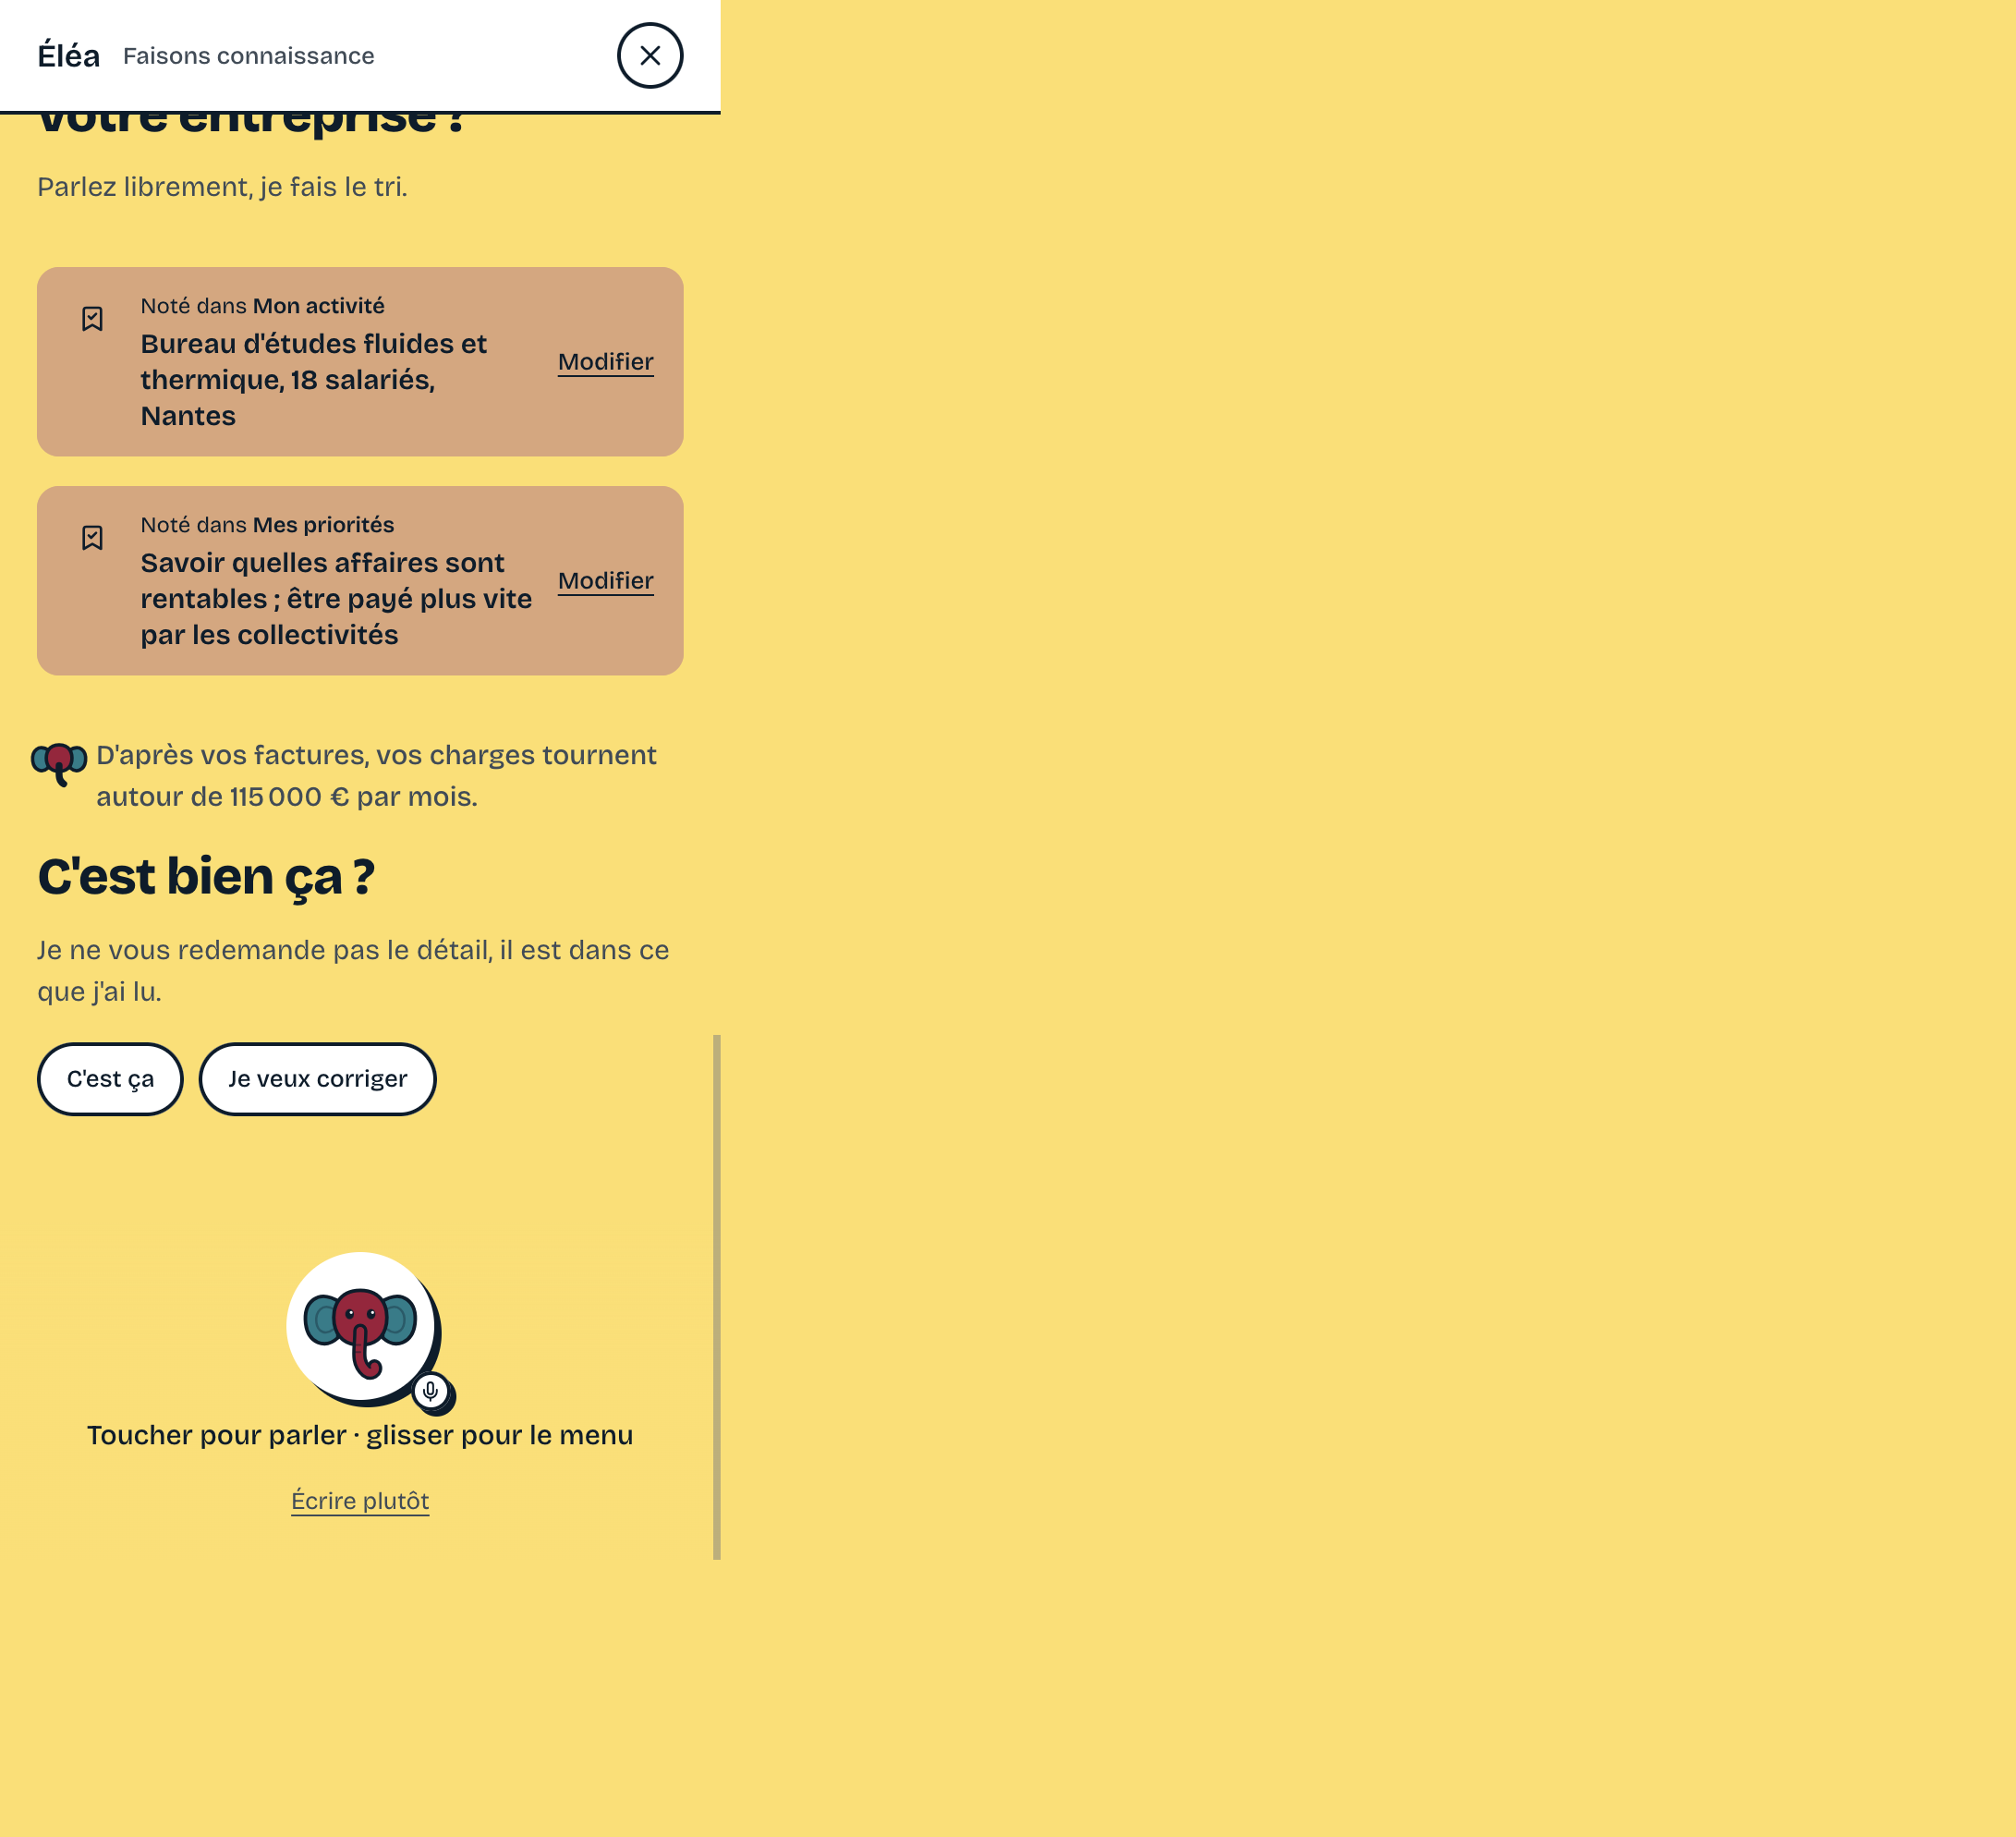 Éléa Faisons connaissance
votre entreprise ?
Parlez librement, je fais le tri.
Noté dans Mon activité
Bureau d'études fluides et
thermique, 18 salariés,
Nantes
Modifier
Noté dans Mes priorités
Savoir quelles affaires sont
rentables ; être payé plus vite
par les collectivités
Modifier
D'après vos factures, vos charges tournent
autour de 115 000 € par mois.
C'est bien ça ?
Je ne vous redemande pas le détail, il est dans ce
que j'ai lu.
C'est ça
Je veux corriger
Toucher pour parler · glisser pour le menu
Écrire plutôt